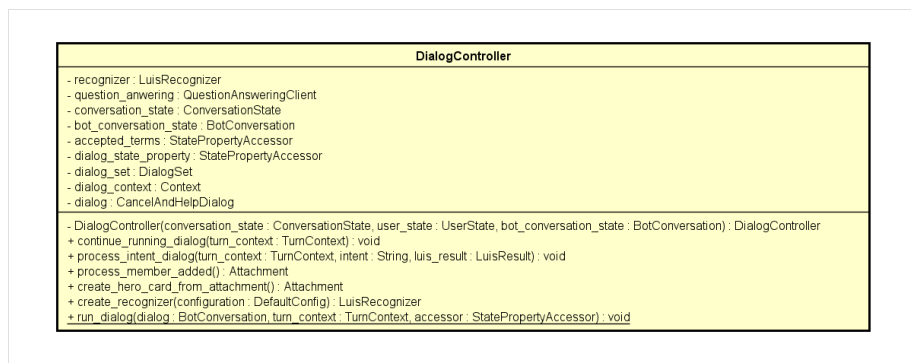 DialogController
- recognizer : LuisRecognizer
- question_anwering : QuestionAnsweringClient
- conversation_state : ConversationState
- bot_conversation_state : BotConversation
- accepted_terms : StatePropertyAccessor
- dialog_state_property : StatePropertyAccessor
- dialog_set : DialogSet
- dialog_context : Context
- dialog : CancelAndHelpDialog
- DialogController(conversation_state : ConversationState, user_state : UserState, bot_conversation_state : BotConversation) : DialogController
+ continue_running_dialog(turn_context : TurnContext) : void
+ process_intent_dialog(turn_context : TurnContext, intent : String, luis_result : LuisResult) : void
+ process_member_added() : Attachment
+ create_hero_card_from_attachment() : Attachment
+ create_recognizer(configuration : DefaultConfig) : LuisRecognizer
+ run_dialog(dialog : BotConversation, turn_context : TurnContext, accessor : StatePropertyAccessor) : void